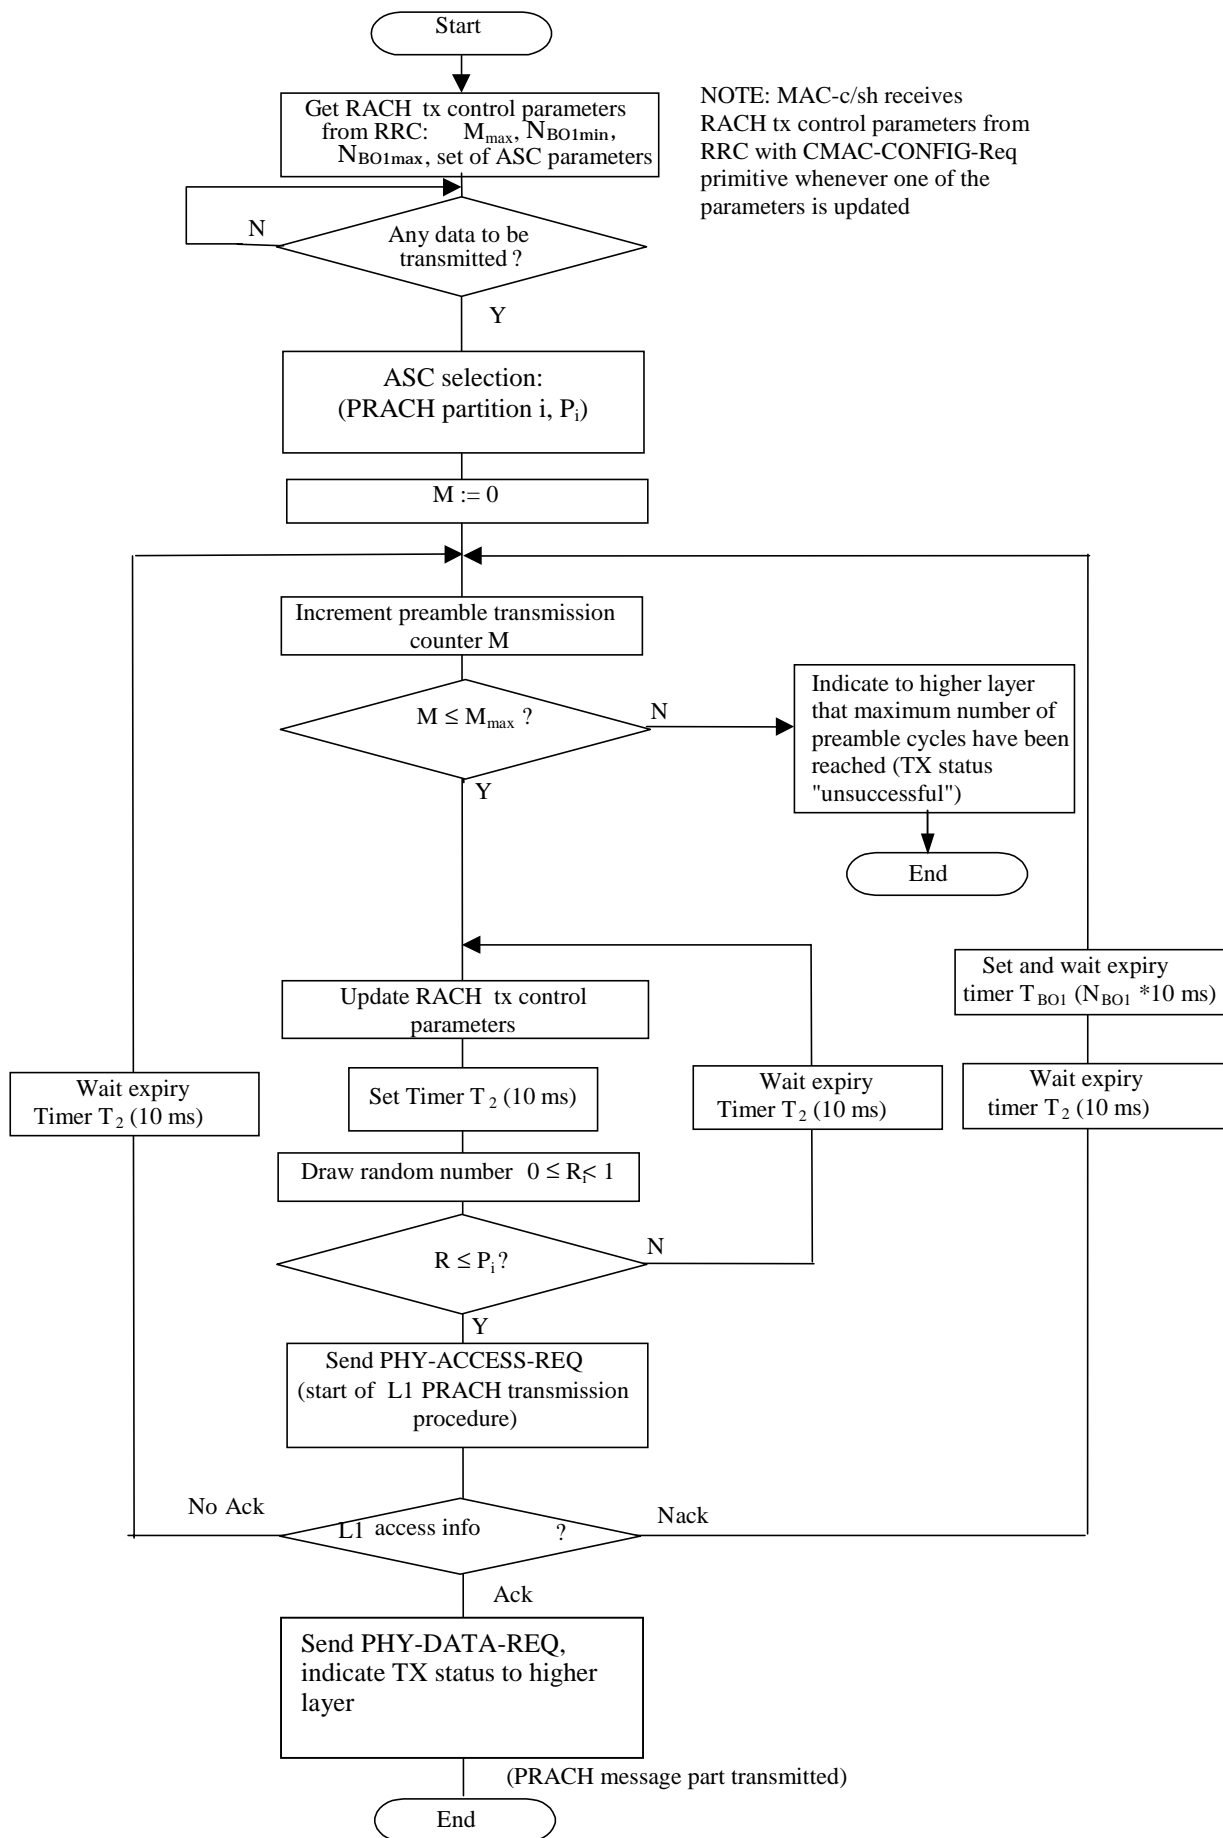 Start
Get RACH tx control parameters
from RRC: Mmax, NBO1min,
NBO1max, set of ASC parameters
NOTE: MAC-c/sh receives
RACH tx control parameters from
RRC with CMAC-CONFIG-Req
primitive whenever one of the
parameters is updated
N
Any data to be
transmitted ?
Y
ASC selection:
(PRACH partition i, Pi)
M := 0
Increment preamble transmission
counter M
M ≤ Mmax ?
N
Indicate to higher layer
that maximum number of
preamble cycles have been
reached (TX status
"unsuccessful")
Y
End
Update RACH tx control
parameters
Set and wait expiry
timer TBO1 (NBO1 *10 ms)
Wait expiry
Timer T2 (10 ms)
Set Timer T2 (10 ms)
Wait expiry
Timer T2 (10 ms)
Wait expiry
timer T2 (10 ms)
Draw random number 0 ≤ Ri< 1
R ≤ Pi ?
N
Y
Send PHY-ACCESS-REQ
(start of L1 PRACH transmission
procedure)
No Ack
L1 access info ?
Nack
Ack
Send PHY-DATA-REQ,
indicate TX status to higher
layer
(PRACH message part transmitted)
End